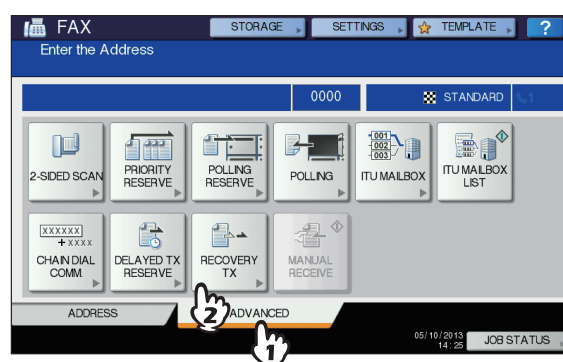 FAX
STORAGE
SETTINGS
TEMPLATE
?
Enter the Address
0000
STANDARD
1
2-SIDED SCAN
PRIORITY
RESERVE
POLLING
RESERVE
POLLING
001
002
003
ITU MAILBOX
ITU MAILBOX
LIST
XXXXXX
+ XXXX
CHAIN DIAL
COMM.
DELAYED TX
RESERVE
RECOVERY
TX
MANUAL
RECEIVE
2
ADDRESS
ADVANCED
1
05/10/2013
14:25
JOB STATUS